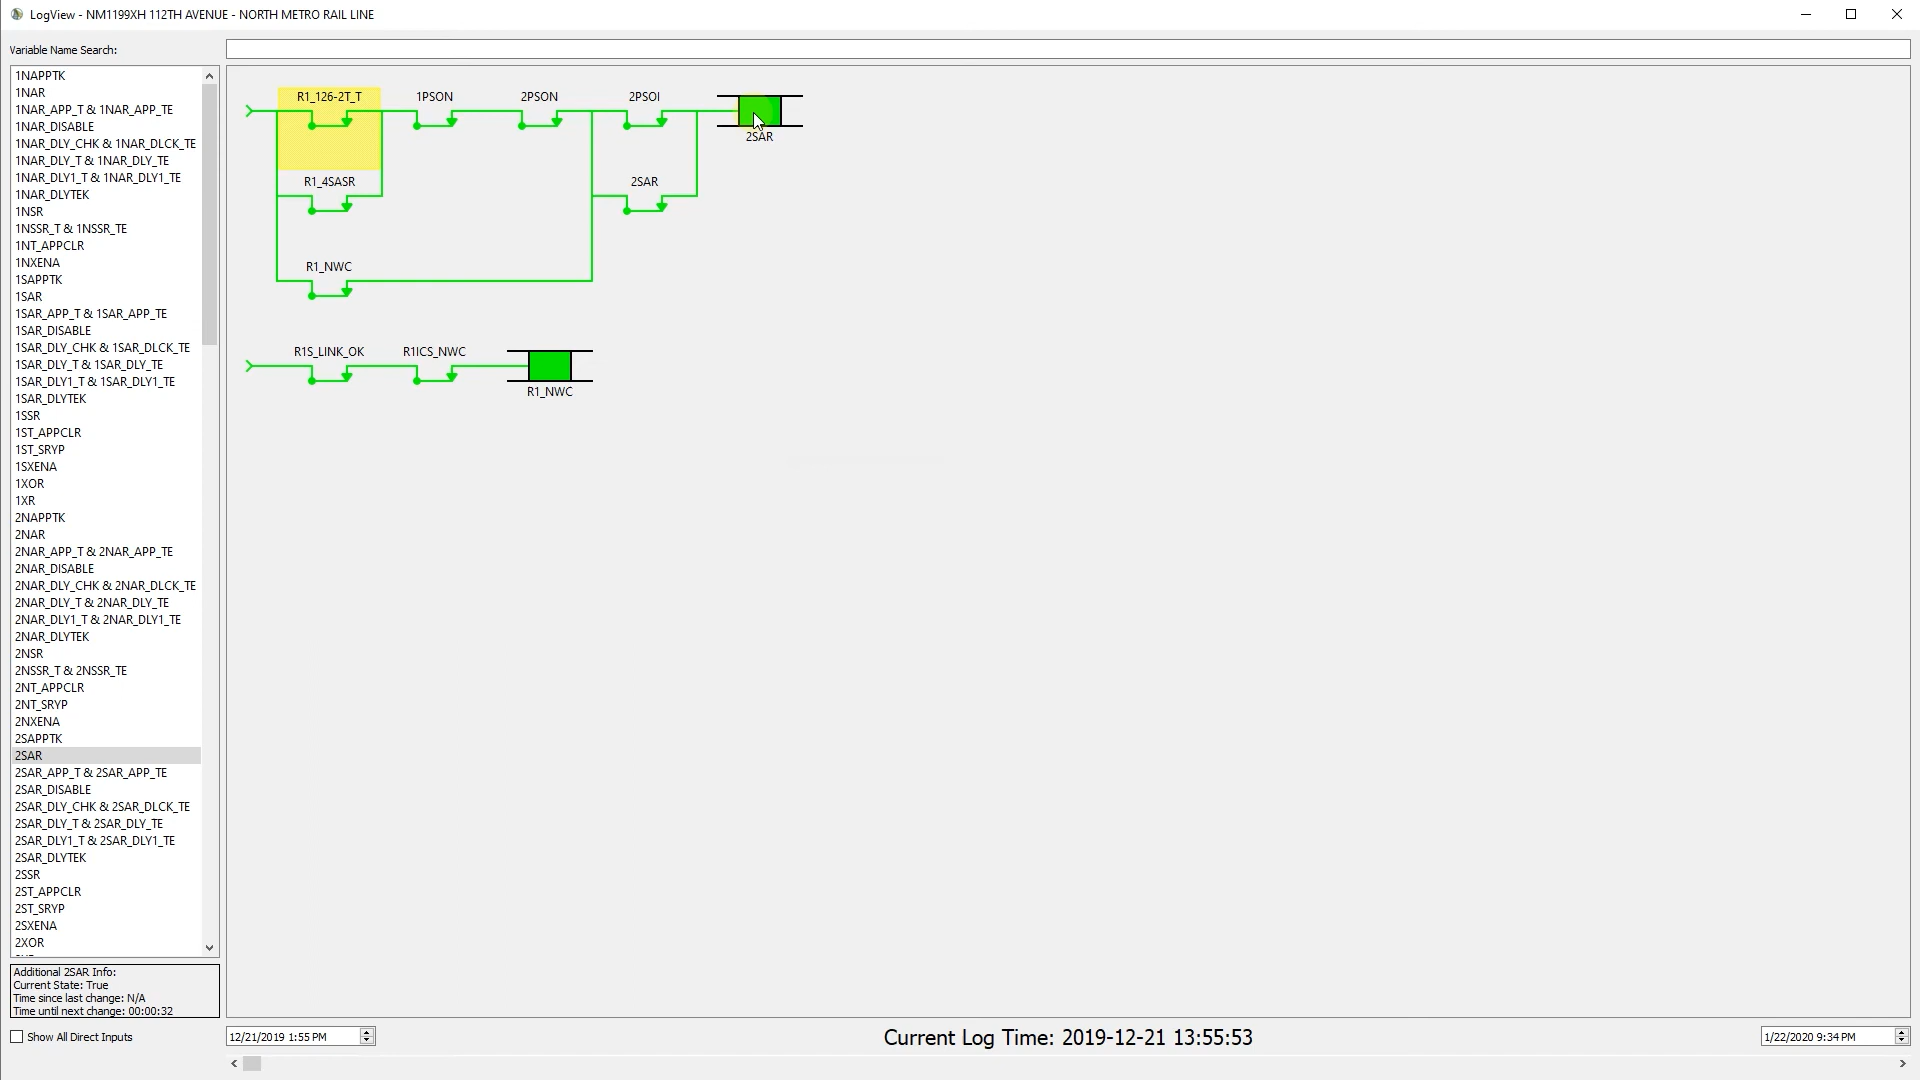 LogView - NM1199XH 112TH AVENUE - NORTH METRO RAIL LINE
Variable Name Search:
1NAPPTK
1NAR
1NAR_APP_T & 1NAR_APP_TE
1NAR_DISABLE
1NAR_DLY_CHK & 1NAR_DLCK_TE
1NAR_DLY_T & 1NAR_DLY_TE
1NAR_DLY1_T & 1NAR_DLY1_TE
1NAR_DLYTEK
1NSR
1NSSR_T & 1NSSR_TE
1NT_APPCLR
1NXENA
1SAPPTK
1SAR
1SAR_APP_T & 1SAR_APP_TE
1SAR_DISABLE
1SAR_DLY_CHK & 1SAR_DLCK_TE
1SAR_DLY_T & 1SAR_DLY_TE
1SAR_DLY1_T & 1SAR_DLY1_TE
1SAR_DLYTEK
1SSR
1ST_APPCLR
1ST_SRYP
1SXENA
1XOR
1XR
2NAPPTK
2NAR
2NAR_APP_T & 2NAR_APP_TE
2NAR_DISABLE
2NAR_DLY_CHK & 2NAR_DLCK_TE
2NAR_DLY_T & 2NAR_DLY_TE
2NAR_DLY1_T & 2NAR_DLY1_TE
2NAR_DLYTEK
2NSR
2NSSR_T & 2NSSR_TE
2NT_APPCLR
2NT_SRYP
2NXENA
2SAPPTK
2SAR
2SAR_APP_T & 2SAR_APP_TE
2SAR_DISABLE
2SAR_DLY_CHK & 2SAR_DLCK_TE
2SAR_DLY_T & 2SAR_DLY_TE
2SAR_DLY1_T & 2SAR_DLY1_TE
2SAR_DLYTEK
2SSR
2ST_APPCLR
2ST_SRYP
2SXENA
2XOR
R1_126-2T_T 1PSON 2PSON 2PSOI
2SAR
R1_4SASR 2SAR
R1_NWC
R1S_LINK_OK R1ICS_NWC
R1_NWC
Additional 2SAR Info:
Current State: True
Time since last change: N/A
Time until next change: 00:00:32
Show All Direct Inputs
12/21/2019 1:55 PM
Current Log Time: 2019-12-21 13:55:53
1/22/2020 9:34 PM